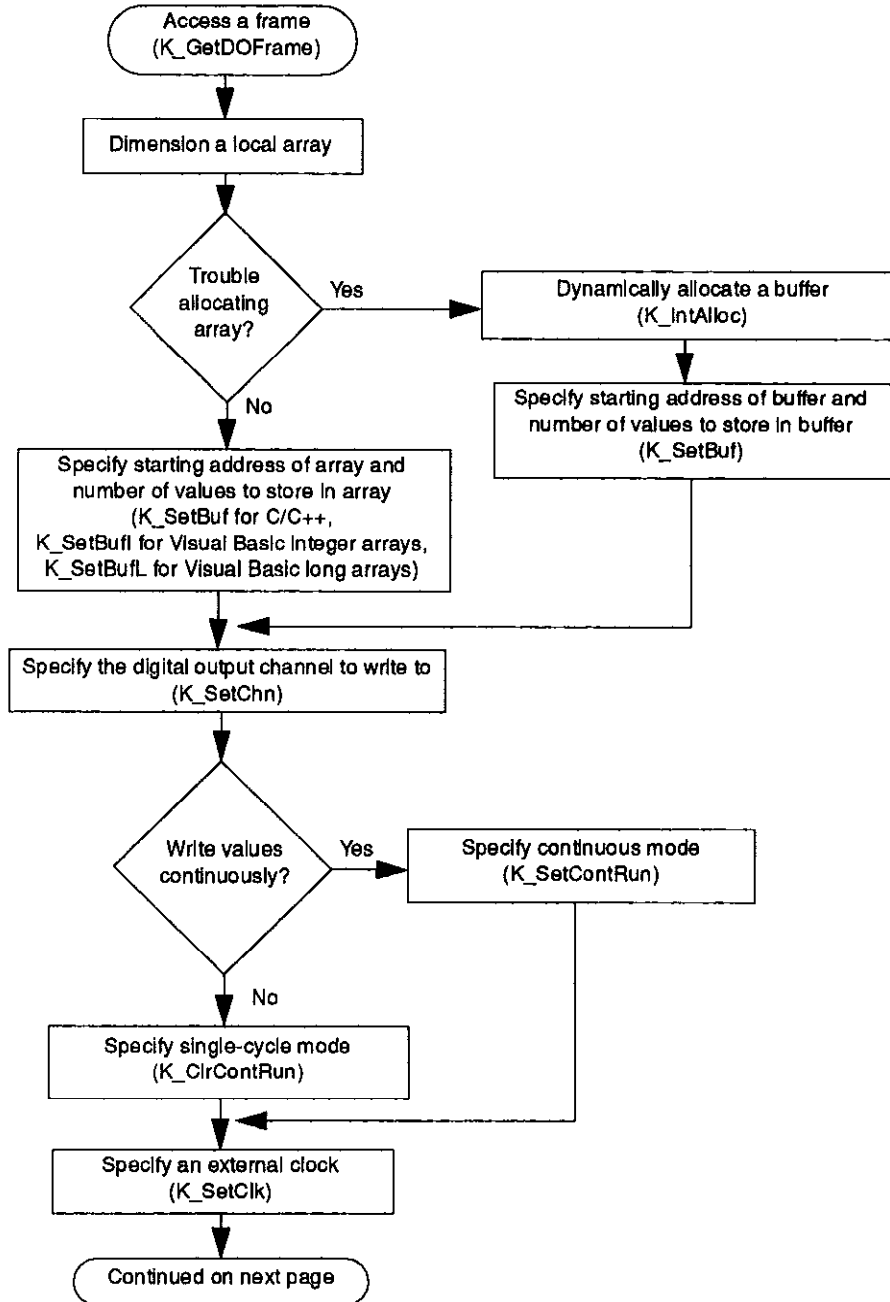 Access a frame
(K_GetDOFrame)
Dimension a local array
Trouble
allocating
array?
Yes
Dynamically allocate a buffer
(K_IntAlloc)
No
Specify starting address of buffer and
number of values to store in buffer
(K_SetBuf)
Specify starting address of array and
number of values to store in array
(K_SetBuf for C/C++,
K_SetBufI for Visual Basic integer arrays,
K_SetBufL for Visual Basic long arrays)
Specify the digital output channel to write to
(K_SetChn)
Write values
continuously?
Yes
Specify continuous mode
(K_SetContRun)
No
Specify single-cycle mode
(K_ClrContRun)
Specify an external clock
(K_SetClk)
Continued on next page